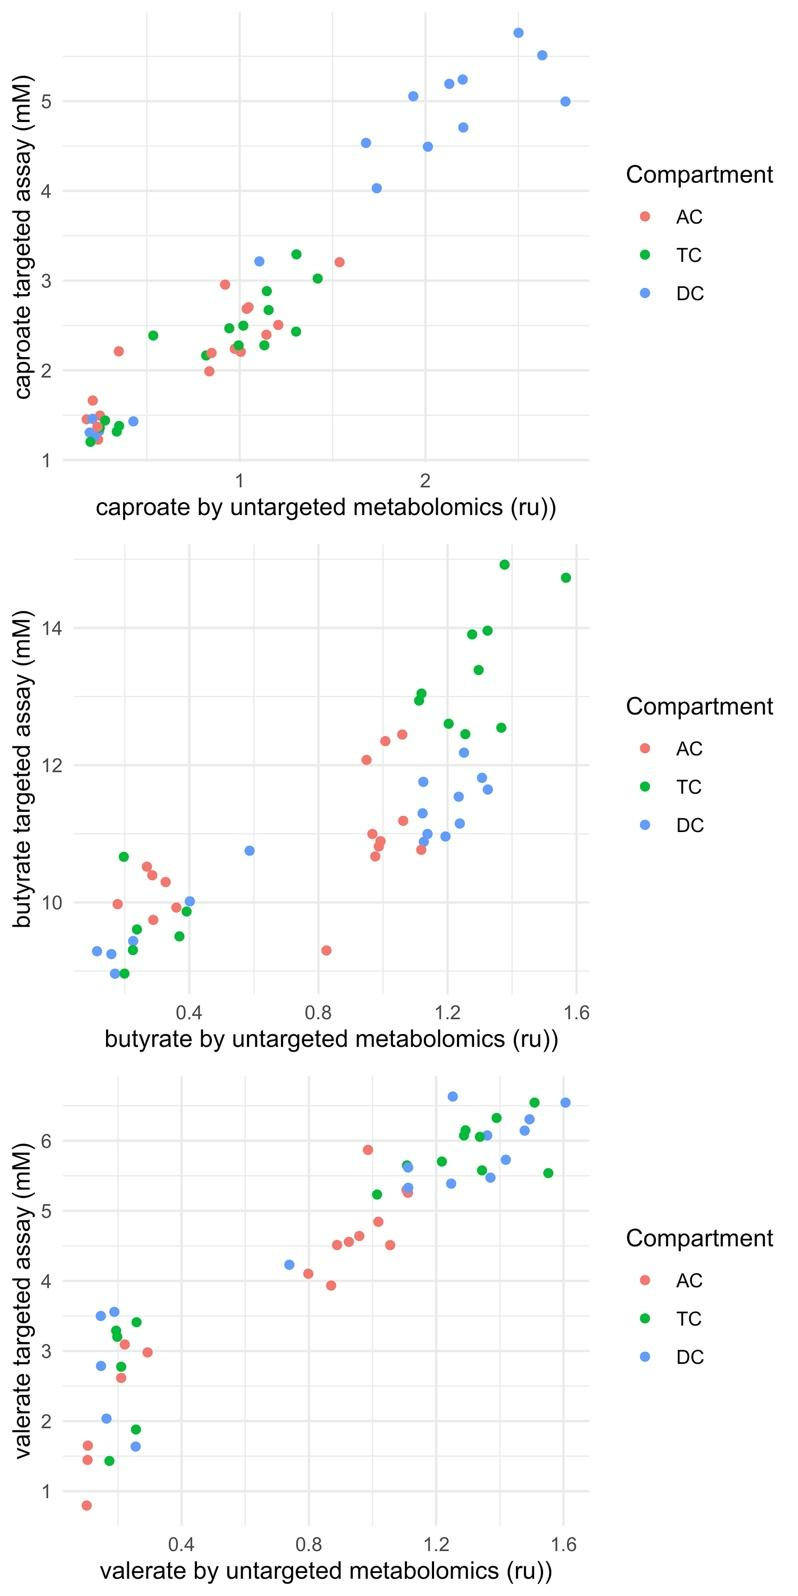 caproate targeted assay (mM)
5
4
3
2
1
1 2
caproate by untargeted metabolomics (ru))
Compartment
AC
TC
DC
butyrate targeted assay (mM)
14
12
10
0.4 0.8 1.2 1.6
butyrate by untargeted metabolomics (ru))
Compartment
AC
TC
DC
valerate targeted assay (mM)
6
5
4
3
2
1
0.4 0.8 1.2 1.6
valerate by untargeted metabolomics (ru))
Compartment
AC
TC
DC